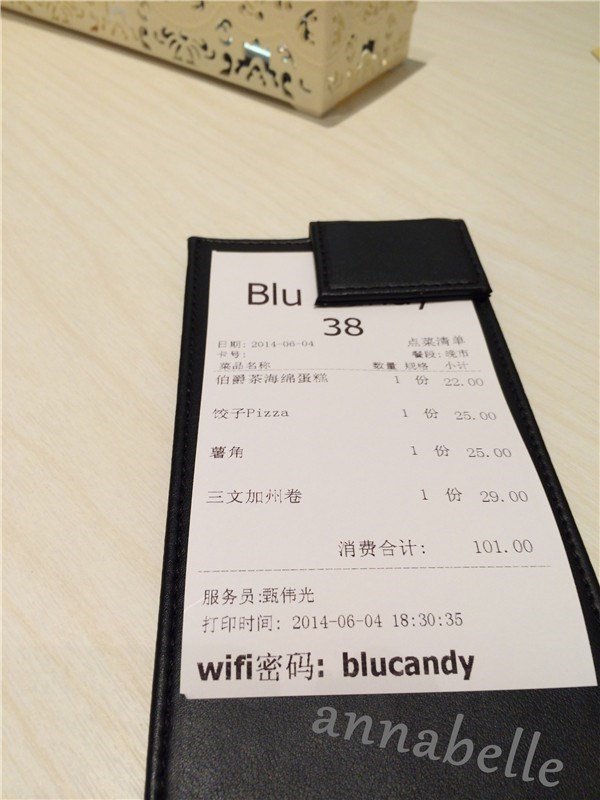 Blu
38
日期: 2014-06-04 点菜清单
卡号: 餐段:晚市
菜品名称 数量 规格 小计
伯爵茶海绵蛋糕 1 份 22.00
饺子Pizza 1 份 25.00
薯角 1 份 25.00
三文加州卷 1 份 29.00
消费合计: 101.00
服务员:甄伟光
打印时间: 2014-06-04 18:30:35
wifi密码: blucandy
annabelle